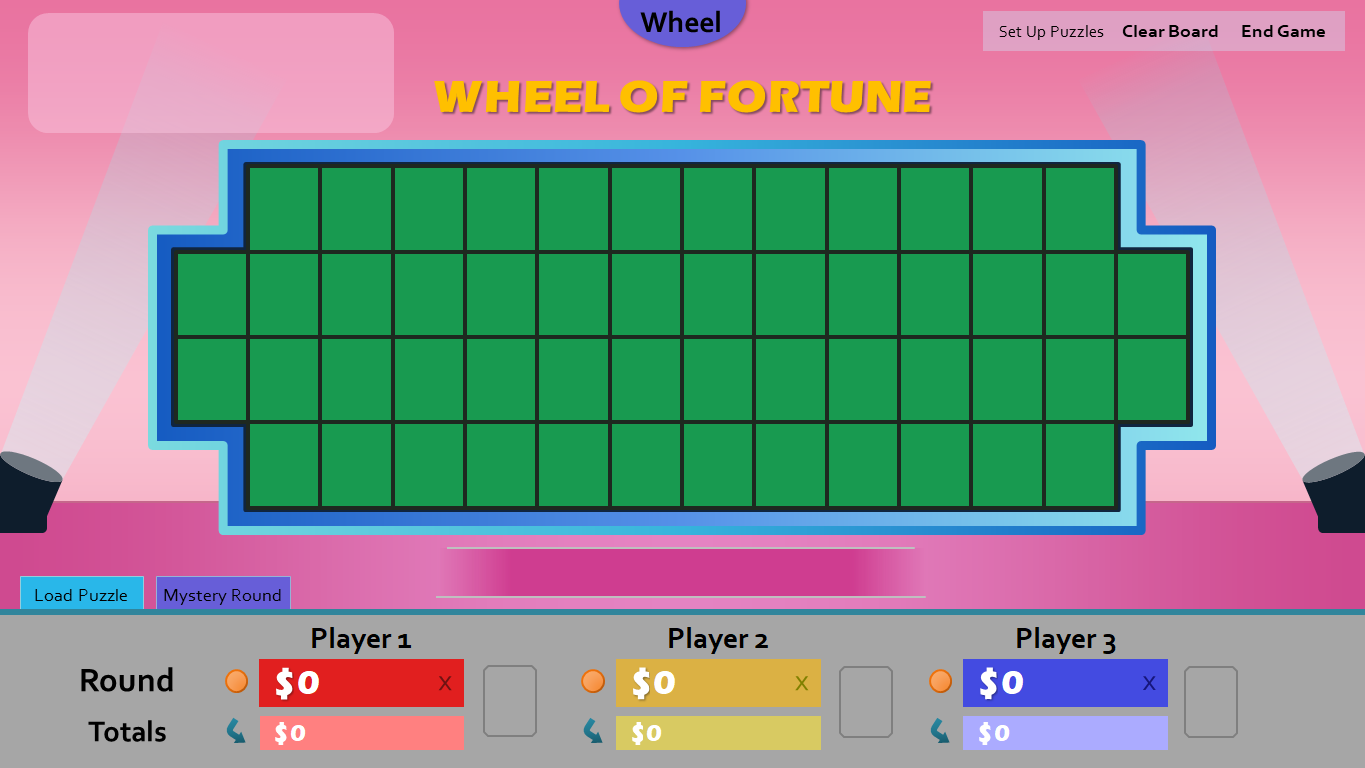 Wheel
Set Up Puzzles Clear Board End Game
WHEEL OF FORTUNE
Load Puzzle Mystery Round
Player 1 Player 2 Player 3
Round $0 X $0 X $0 X
Totals $0 $0 $0